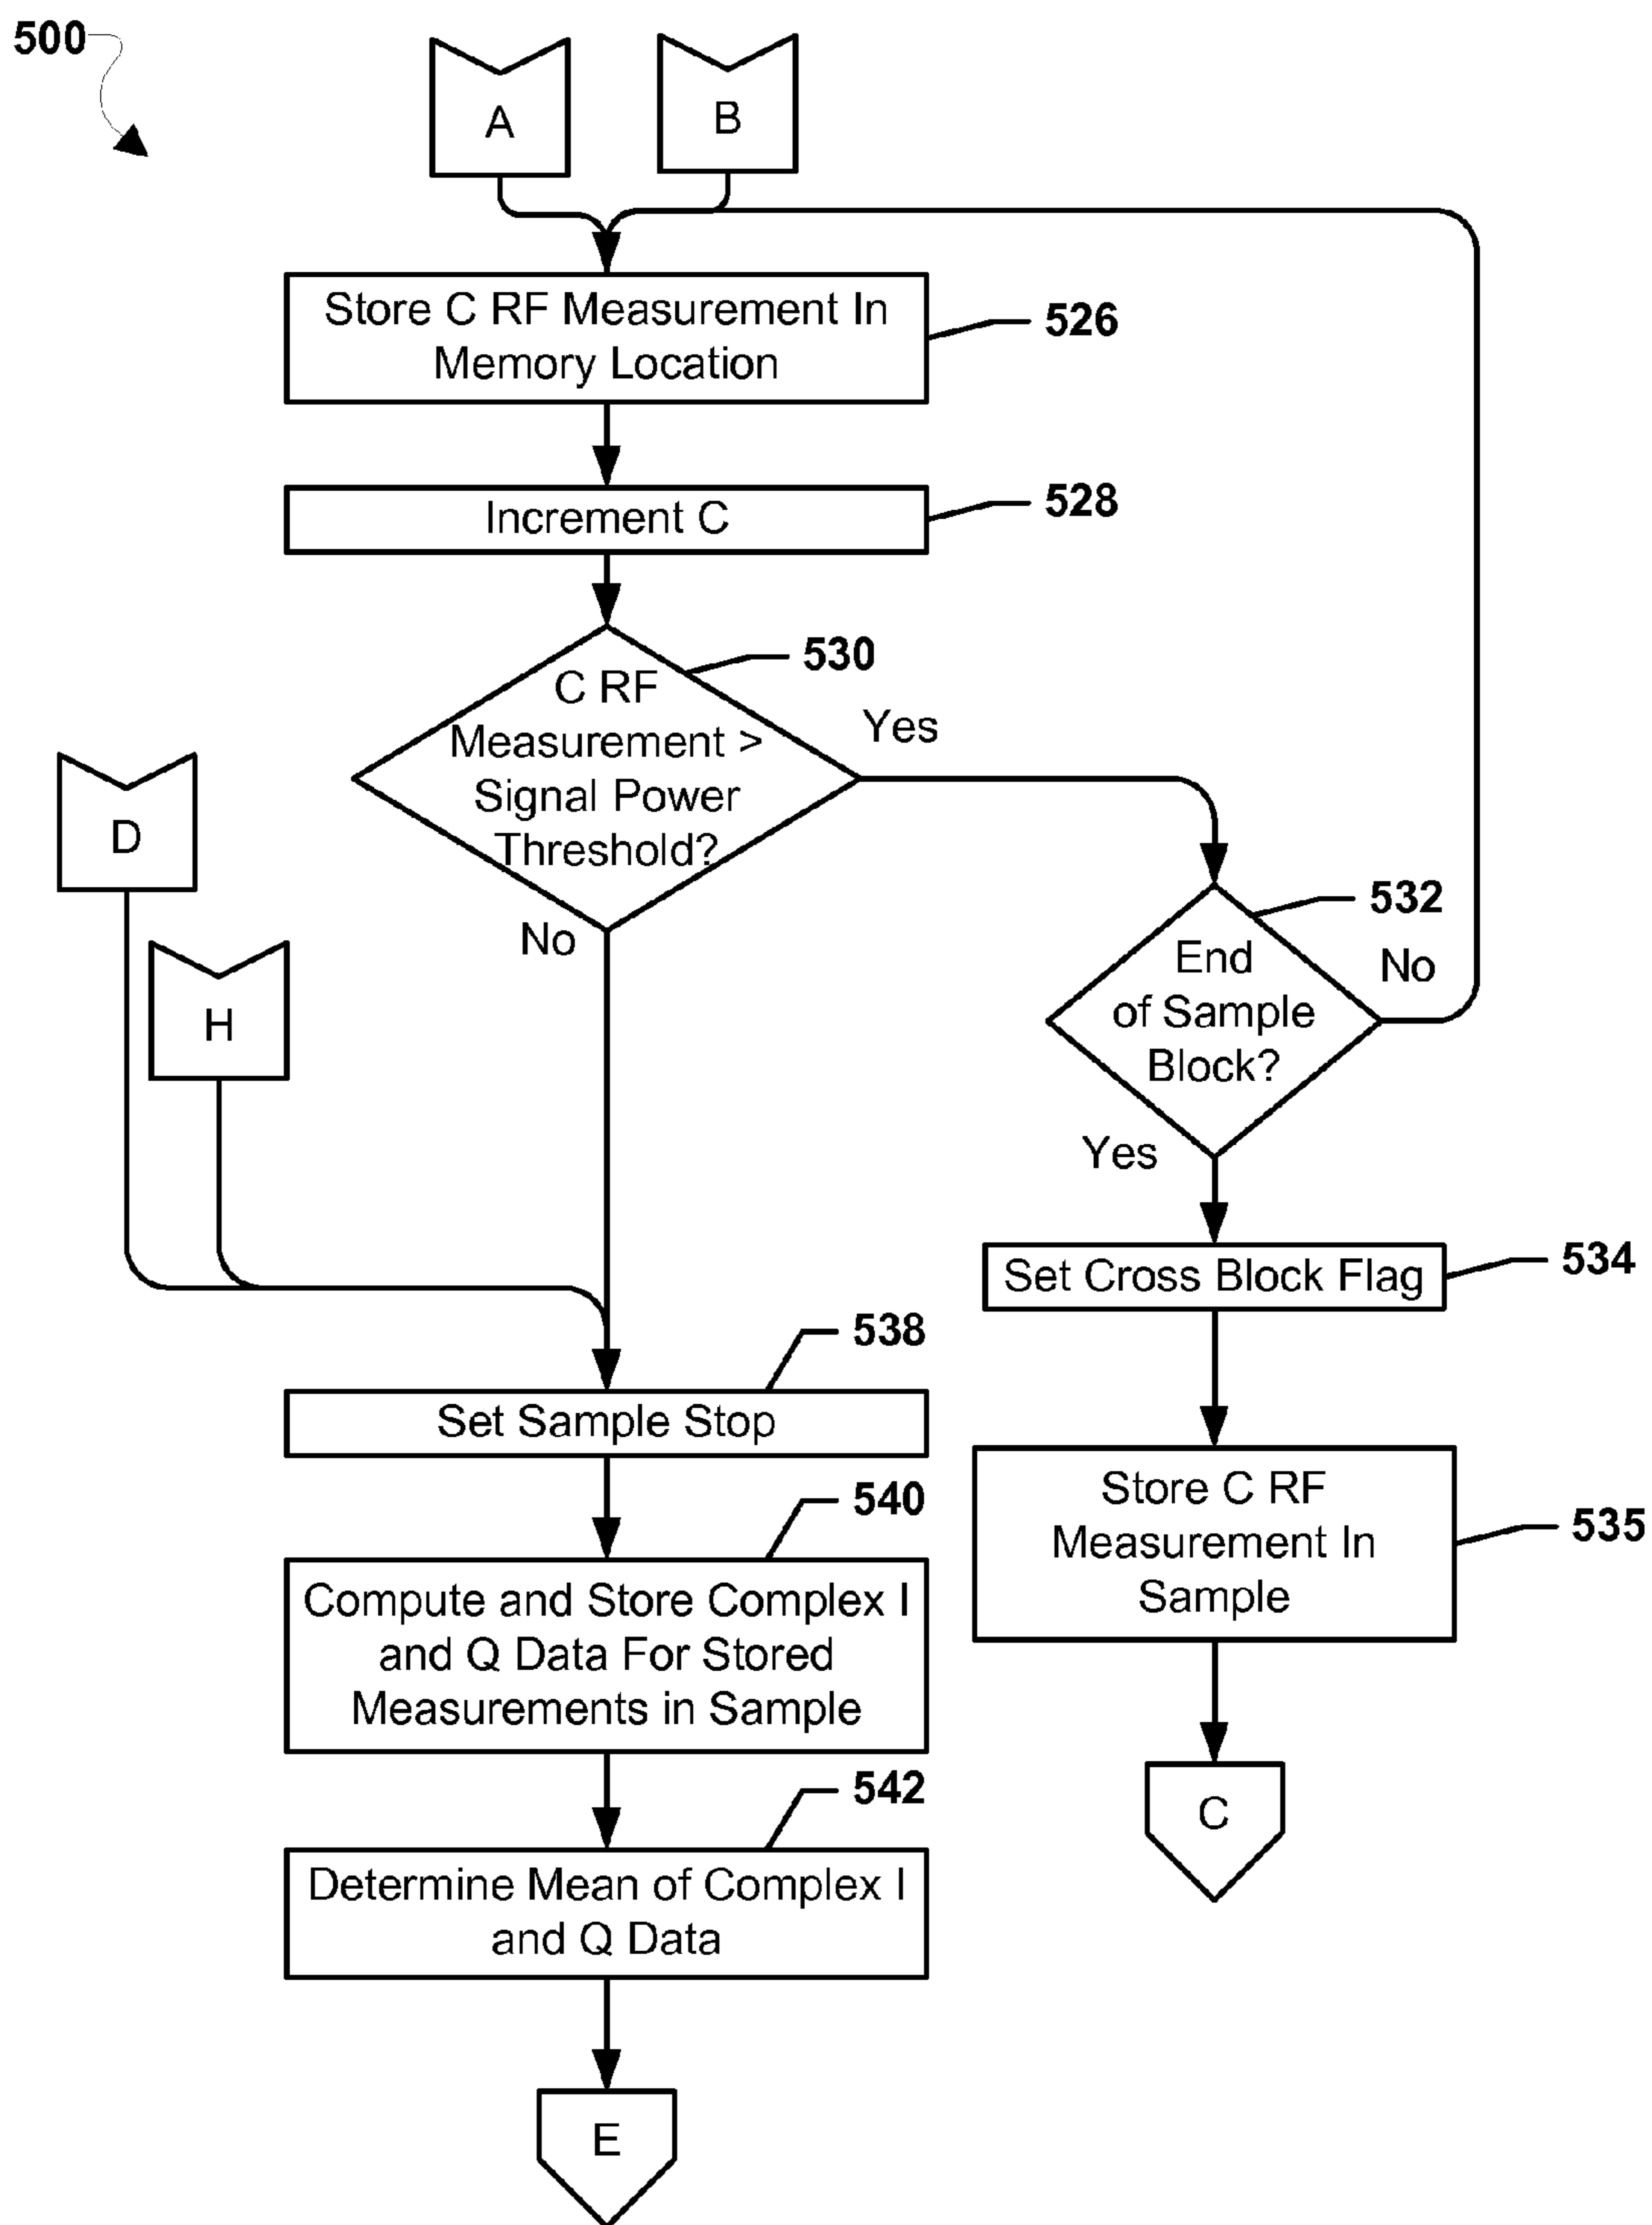 500
A
B
Store C RF Measurement In
Memory Location
526
Increment C
528
530
C RF
Measurement >
Signal Power
Threshold?
Yes
No
D
H
532
End
of Sample
Block?
No
Yes
Set Cross Block Flag
534
538
Set Sample Stop
Store C RF
Measurement In
Sample
535
540
Compute and Store Complex I
and Q Data For Stored
Measurements in Sample
542
Determine Mean of Complex I
and Q Data
C
E